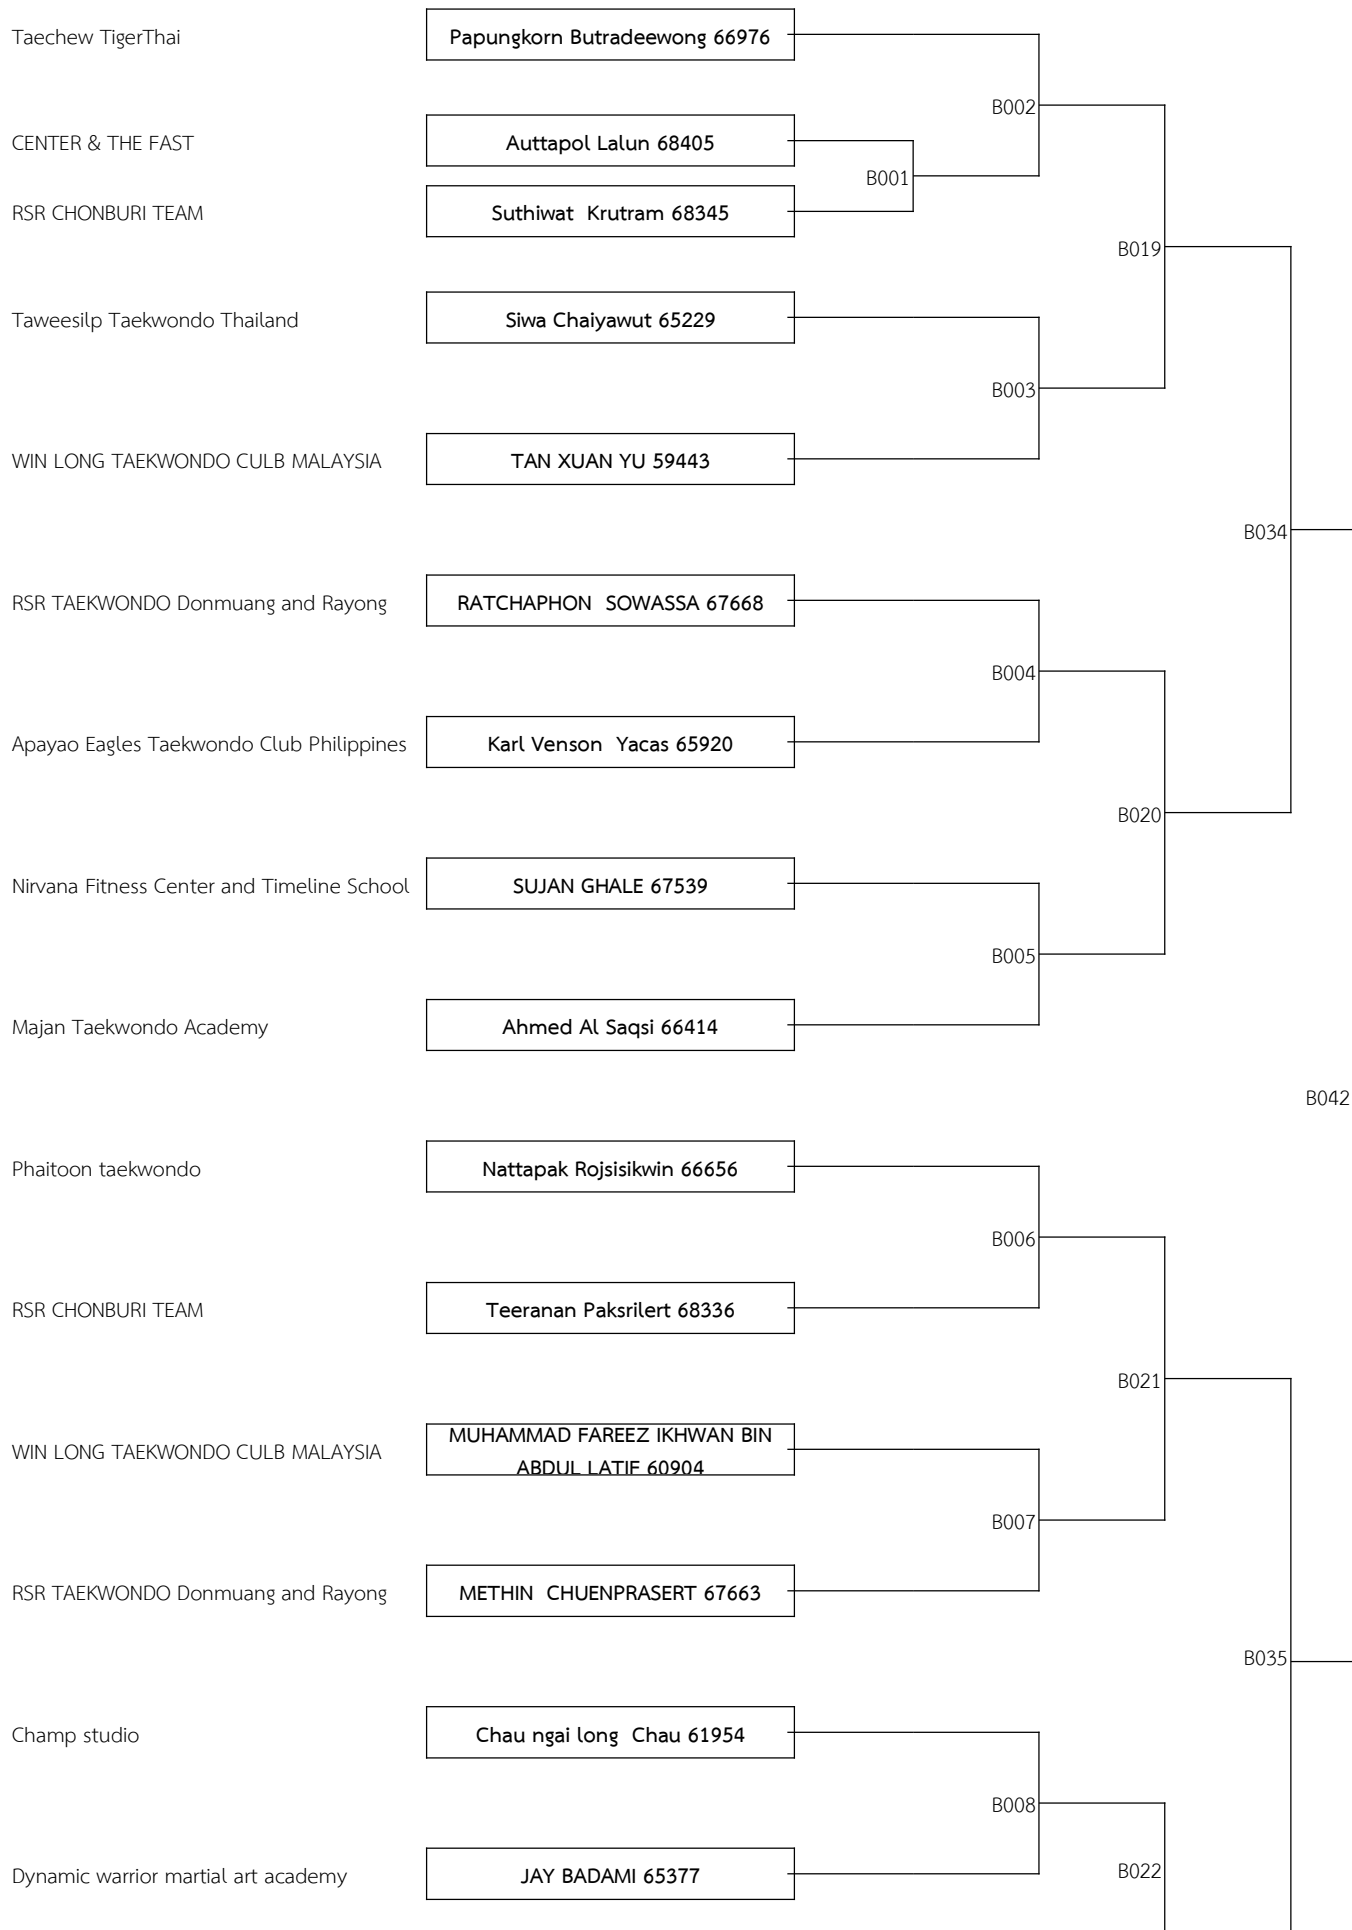 Taechew TigerThai
Papungkorn Butradeewong 66976
B002
CENTER & THE FAST
Auttapol Lalun 68405
B001
RSR CHONBURI TEAM
Suthiwat  Krutram 68345
B019
Taweesilp Taekwondo Thailand
Siwa Chaiyawut 65229
B003
WIN LONG TAEKWONDO CULB MALAYSIA
TAN XUAN YU 59443
B034
RSR TAEKWONDO Donmuang and Rayong
RATCHAPHON  SOWASSA 67668
B004
Apayao Eagles Taekwondo Club Philippines
Karl Venson  Yacas 65920
B020
Nirvana Fitness Center and Timeline School
SUJAN GHALE 67539
B005
Majan Taekwondo Academy
Ahmed Al Saqsi 66414
B042
Phaitoon taekwondo
Nattapak Rojsisikwin 66656
B006
RSR CHONBURI TEAM
Teeranan Paksrilert 68336
B021
WIN LONG TAEKWONDO CULB MALAYSIA
MUHAMMAD FAREEZ IKHWAN BIN
ABDUL LATIF 60904
B007
RSR TAEKWONDO Donmuang and Rayong
METHIN  CHUENPRASERT 67663
B035
Champ studio
Chau ngai long  Chau 61954
B008
Dynamic warrior martial art academy
JAY BADAMI 65377
B022